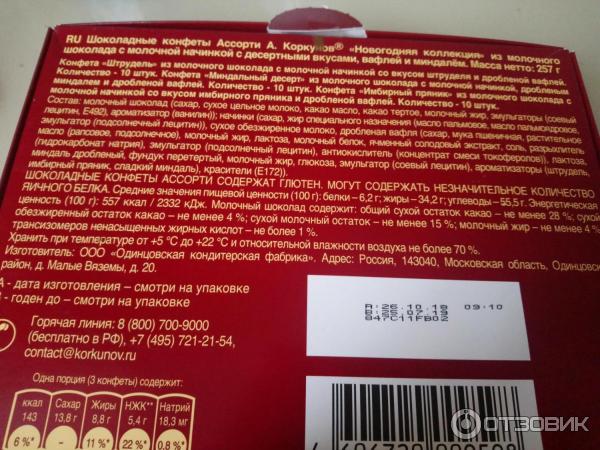 RU Шоколадные конфеты Ассорти А. Коркунов® «Новогодняя коллекция» из молочного
шоколада с молочной начинкой с десертными вкусами, вафлей и миндалём. Масса нетто: 257 г
Конфета «Штрудель» из молочного шоколада с молочной начинкой со вкусом штруделя и дробленой вафлей.
Количество - 10 штук. Конфета «Миндальный десерт» из молочного шоколада с молочной начинкой, дробленым
миндалем и дробленой вафлей. Количество - 10 штук. Конфета «Имбирный пряник» из молочного шоколада с
молочной начинкой со вкусом имбирного пряника и дробленой вафлей. Количество - 10 штук.
Состав: молочный шоколад (сахар, сухое цельное молоко, какао масло, какао тертое, молочный жир, эмульгаторы (соевый
лецитин, Е492), ароматизатор (ванилин)); начинки (сахар, жир специального назначения (масло пальмовое, масло пальмоядровое,
эмульгатор (подсолнечный лецитин)), сухое обезжиренное молоко, дробленая вафля (сахар, мука пшеничная, растительное
масло (рапсовое, подсолнечное), молочный жир, лактоза, молочный белок, ячменный солодовый экстракт, соль, разрыхлитель
(гидрокарбонат натрия), эмульгатор (подсолнечный лецитин), антиокислитель (концентрат смеси токоферолов)), лактоза,
миндаль дробленый, фундук перетертый, молочный жир, глюкоза, эмульгатор (соевый лецитин), ароматизаторы (штрудель,
имбирный пряник, сладкий миндаль), красители (Е172)).
ШОКОЛАДНЫЕ КОНФЕТЫ АССОРТИ СОДЕРЖАТ ГЛЮТЕН. МОГУТ СОДЕРЖАТЬ НЕЗНАЧИТЕЛЬНОЕ КОЛИЧЕСТВО
ЯИЧНОГО БЕЛКА. Средние значения пищевой ценности (100 г): белки – 6,2 г; жиры – 34,2 г; углеводы – 55,5 г. Энергетическая
ценность (100 г): 557 ккал / 2332 кДж. Молочный шоколад содержит: общий сухой остаток какао – не менее 28 %; сухой
обезжиренный остаток какао – не менее 4 %; сухой молочный остаток – не менее 15 %; молочный жир – не менее 4%
трансизомеров ненасыщенных жирных кислот – не более 1 %.
Хранить при температуре от +5 °С до +22 °С и относительной влажности воздуха не более 70 %.
Изготовитель: ООО «Одинцовская кондитерская фабрика». Адрес: Россия, 143040, Московская область, Одинцовский
район, д. Малые Вяземы, д. 20.
А - дата изготовления – смотри на упаковке
В - годен до – смотри на упаковке
A:26.10.18 09:10
B:26.07.19
847C11FB02
Горячая линия: 8 (800) 700-9000
(бесплатно в РФ), +7 (495) 721-21-54,
contact@korkunov.ru
Одна порция (3 конфеты) содержит:
ккал Сахар Жиры НЖК** Натрий
143 13,8 г 8,8 г 5,4 г 18,3 мг
6 %* – 11 %* 22 %* 0,8 %*
ОТЗОВИК